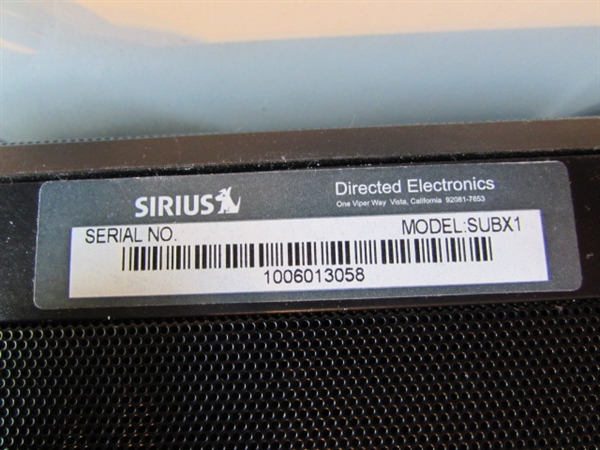 SIRIUS
Directed Electronics
One Viper Way Vista, California 92081-7853
SERIAL NO. MODEL:SUBX1
1006013058